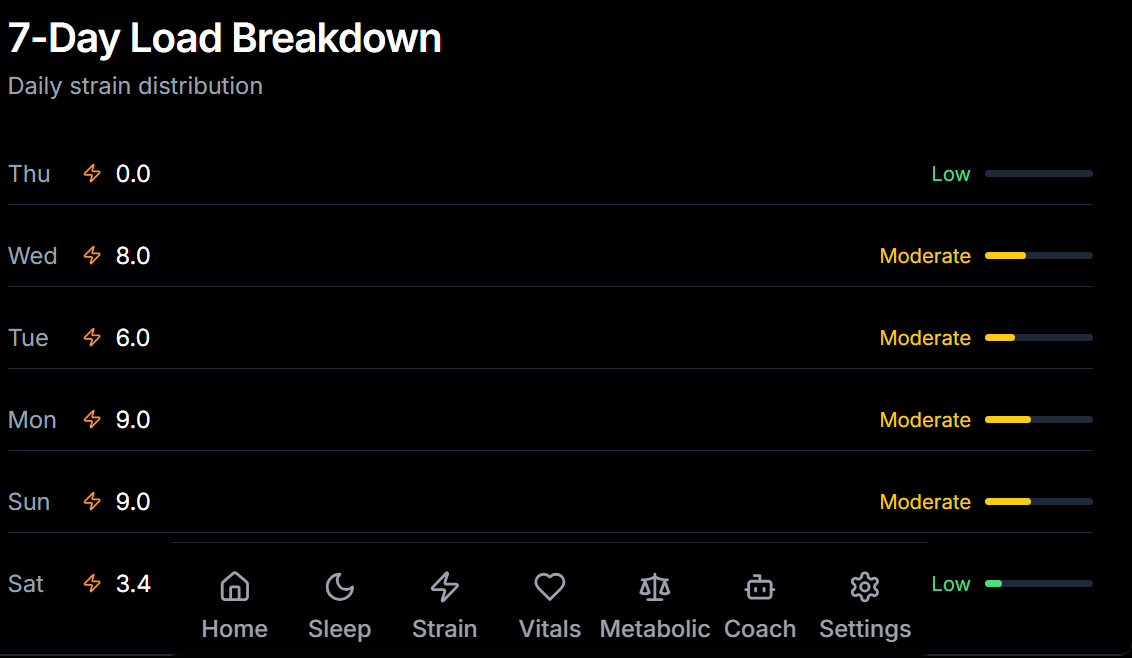 7-Day Load Breakdown
Daily strain distribution
Thu 0.0 Low
Wed 8.0 Moderate
Tue 6.0 Moderate
Mon 9.0 Moderate
Sun 9.0 Moderate
Sat 3.4 Low
Home Sleep Strain Vitals Metabolic Coach Settings